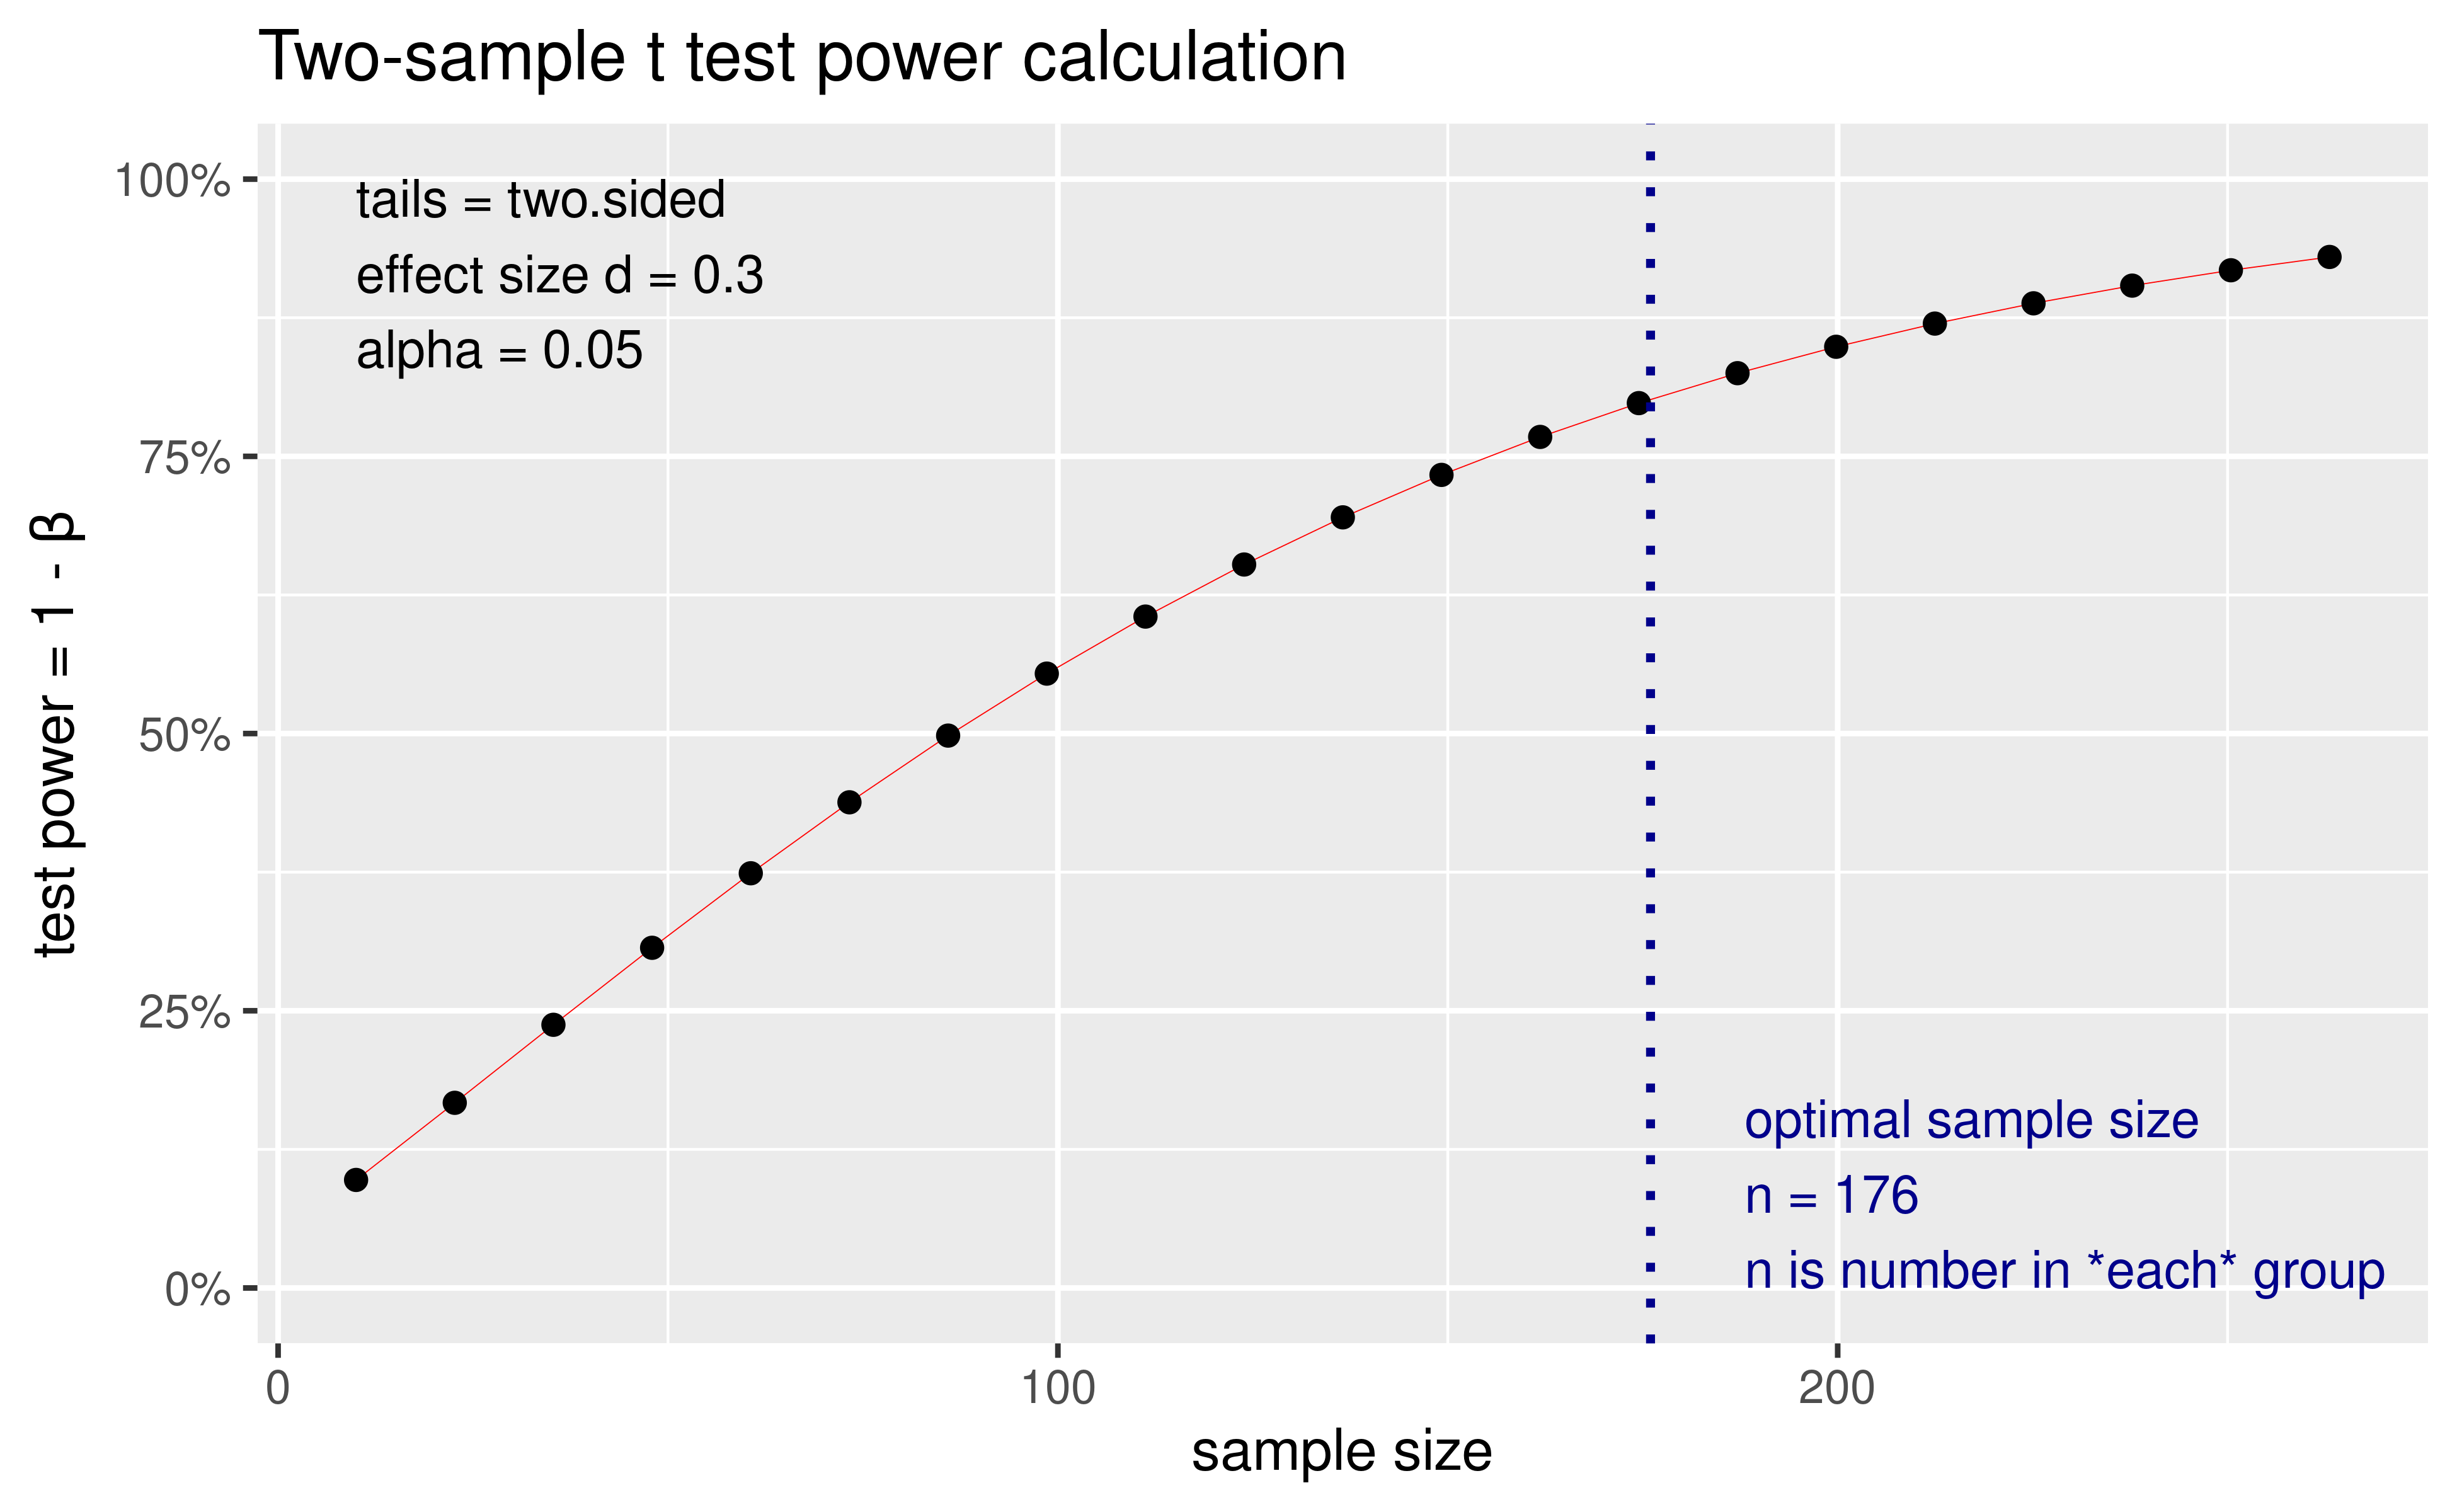 Two-sample t test power calculation
100%
75%
50%
25%
0%
test power = 1 - β
tails = two.sided
effect size d = 0.3
alpha = 0.05
optimal sample size
n = 176
n is number in *each* group
0
100
200
sample size